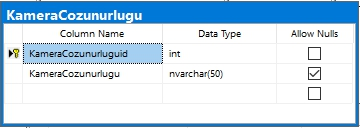 KameraCozunurlugu
Column Name Data Type Allow Nulls
KameraCozunurluguid int
KameraCozunurlugu nvarchar(50)